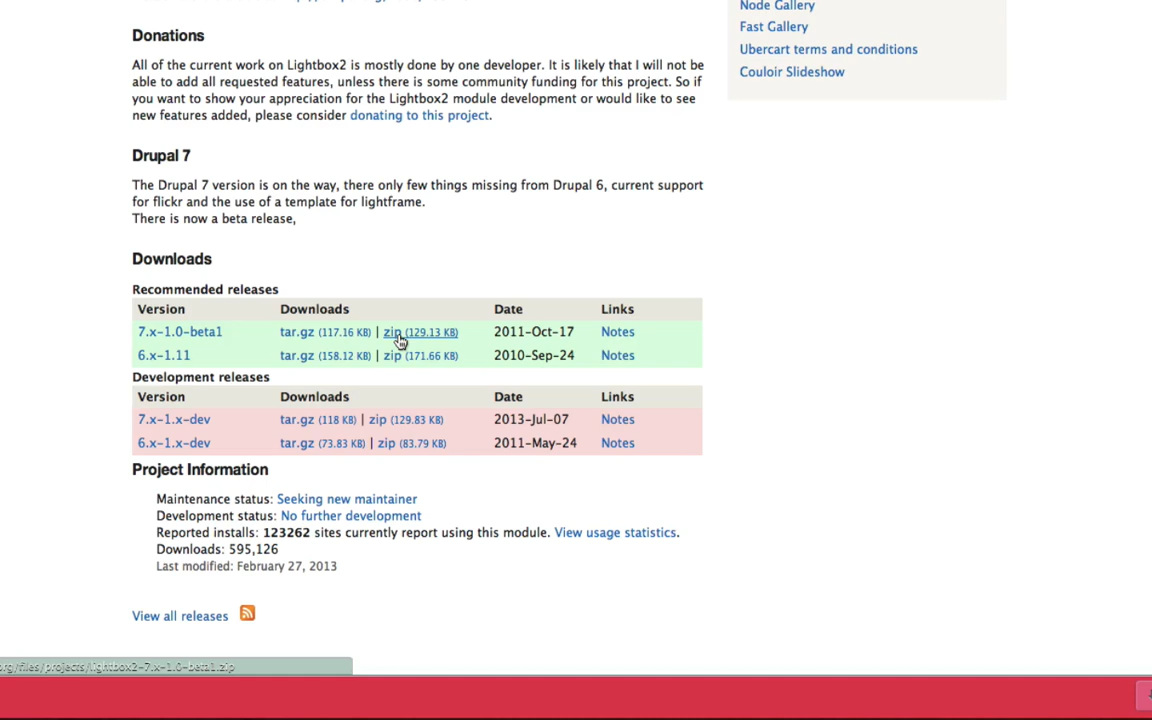 Node Gallery
Fast Gallery
Ubercart terms and conditions
Couloir Slideshow
Donations
All of the current work on Lightbox2 is mostly done by one developer. It is likely that I will not be
able to add all requested features, unless there is some community funding for this project. So if
you want to show your appreciation for the Lightbox2 module development or would like to see
new features added, please consider donating to this project.
Drupal 7
The Drupal 7 version is on the way, there only few things missing from Drupal 6, current support
for flickr and the use of a template for lightframe.
There is now a beta release,
Downloads
Recommended releases
Version Downloads Date Links
7.x-1.0-beta1 tar.gz (117.16 KB) | zip (129.13 KB) 2011-Oct-17 Notes
6.x-1.11 tar.gz (158.12 KB) | zip (171.66 KB) 2010-Sep-24 Notes
Development releases
Version Downloads Date Links
7.x-1.x-dev tar.gz (118 KB) | zip (129.83 KB) 2013-Jul-07 Notes
6.x-1.x-dev tar.gz (73.83 KB) | zip (83.79 KB) 2011-May-24 Notes
Project Information
Maintenance status: Seeking new maintainer
Development status: No further development
Reported installs: 123262 sites currently report using this module. View usage statistics.
Downloads: 595,126
Last modified: February 27, 2013
View all releases
org/files/projects/lightbox2-7.x-1.0-beta1.zip